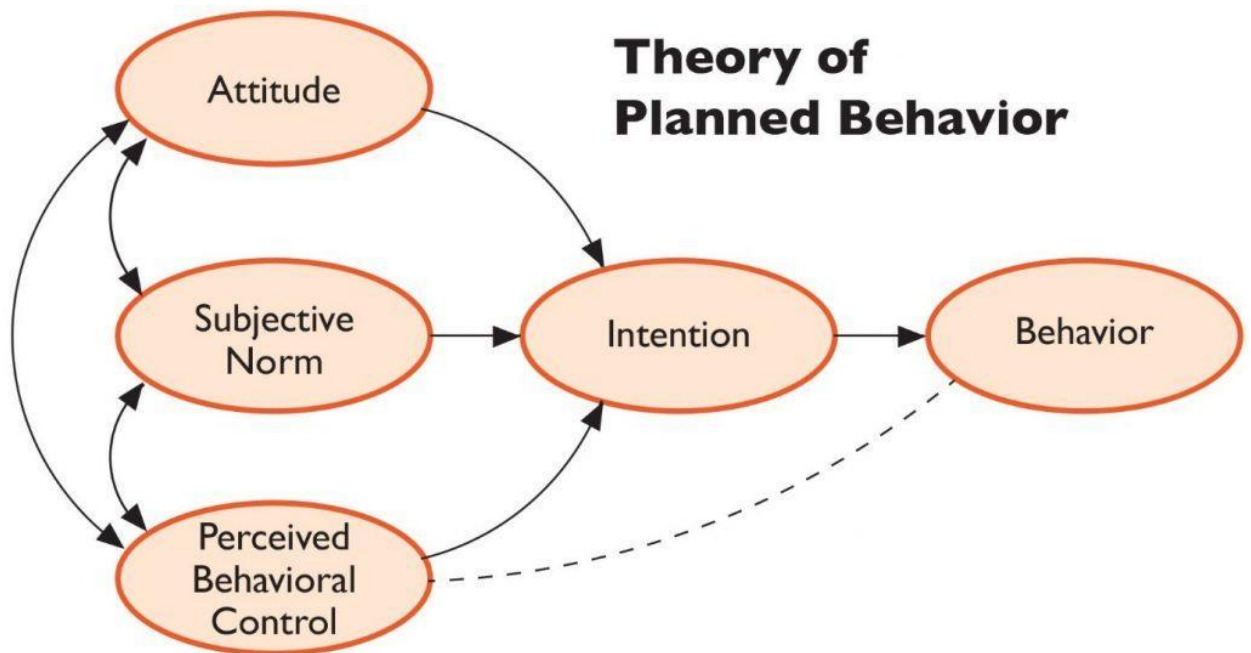 Theory of
Planned Behavior
Attitude
Subjective
Norm
Intention
Behavior
Perceived
Behavioral
Control